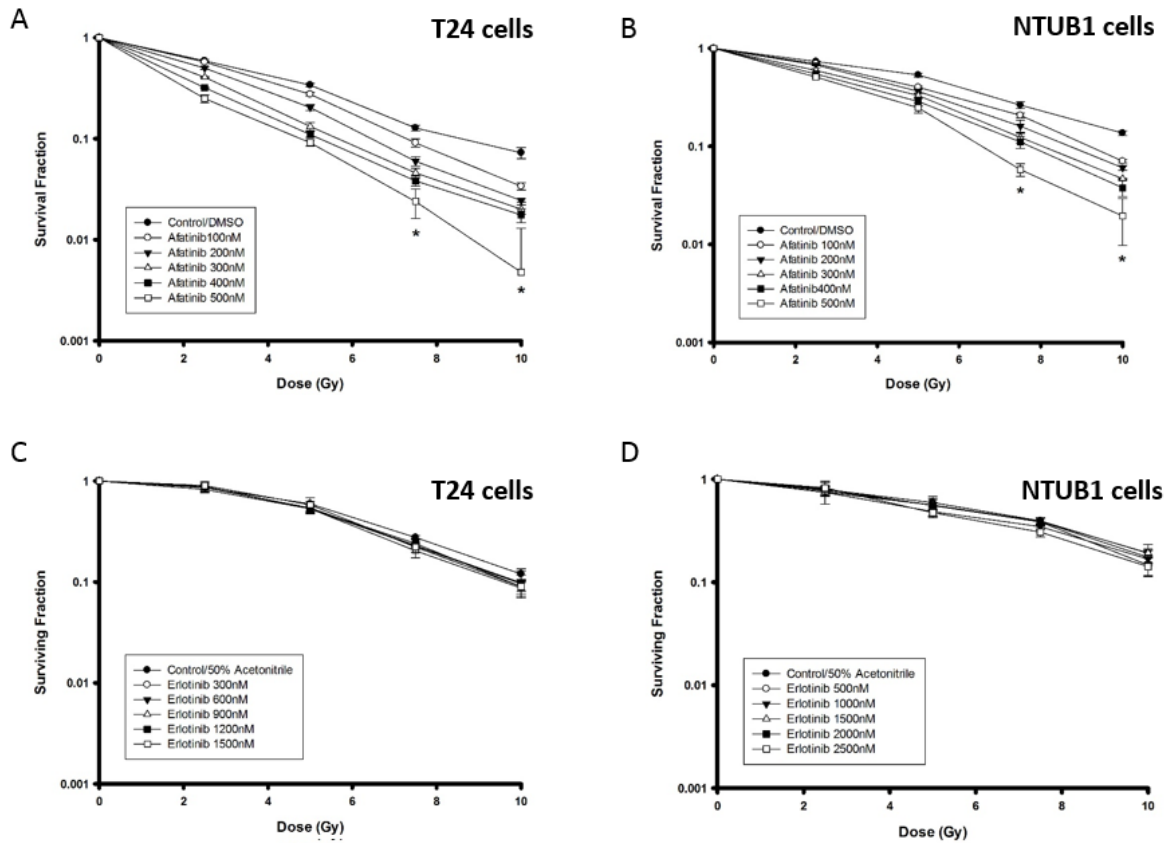 A
T24 cells
1
0.1
0.01
0.001
Survival Fraction
Control/DMSO
Afatinib100nM
Afatinib 200nM
Afatinib 300nM
Afatinib 400nM
Afatinib 500nM
*
*
0 2 4 6 8 10
Dose (Gy)
B
NTUB1 cells
1
0.1
0.01
0.001
Survival Fraction
Control/DMSO
Afatinib 100nM
Afatinib 200nM
Afatinib 300nM
Afatinib400nM
Afatinib 500nM
*
*
0 2 4 6 8 10
Dose (Gy)
C
T24 cells
1
0.1
0.01
0.001
Surviving Fraction
Control/50% Acetonitrile
Erlotinib 300nM
Erlotinib 600nM
Erlotinib 900nM
Erlotinib 1200nM
Erlotinib 1500nM
0 2 4 6 8 10
Dose (Gy)
D
NTUB1 cells
1
0.1
0.01
0.001
Surviving Fraction
Control/50% Acetonitrile
Erlotinib 500nM
Erlotinib 1000nM
Erlotinib 1500nM
Erlotinib 2000nM
Erlotinib 2500nM
0 2 4 6 8 10
Dose (Gy)